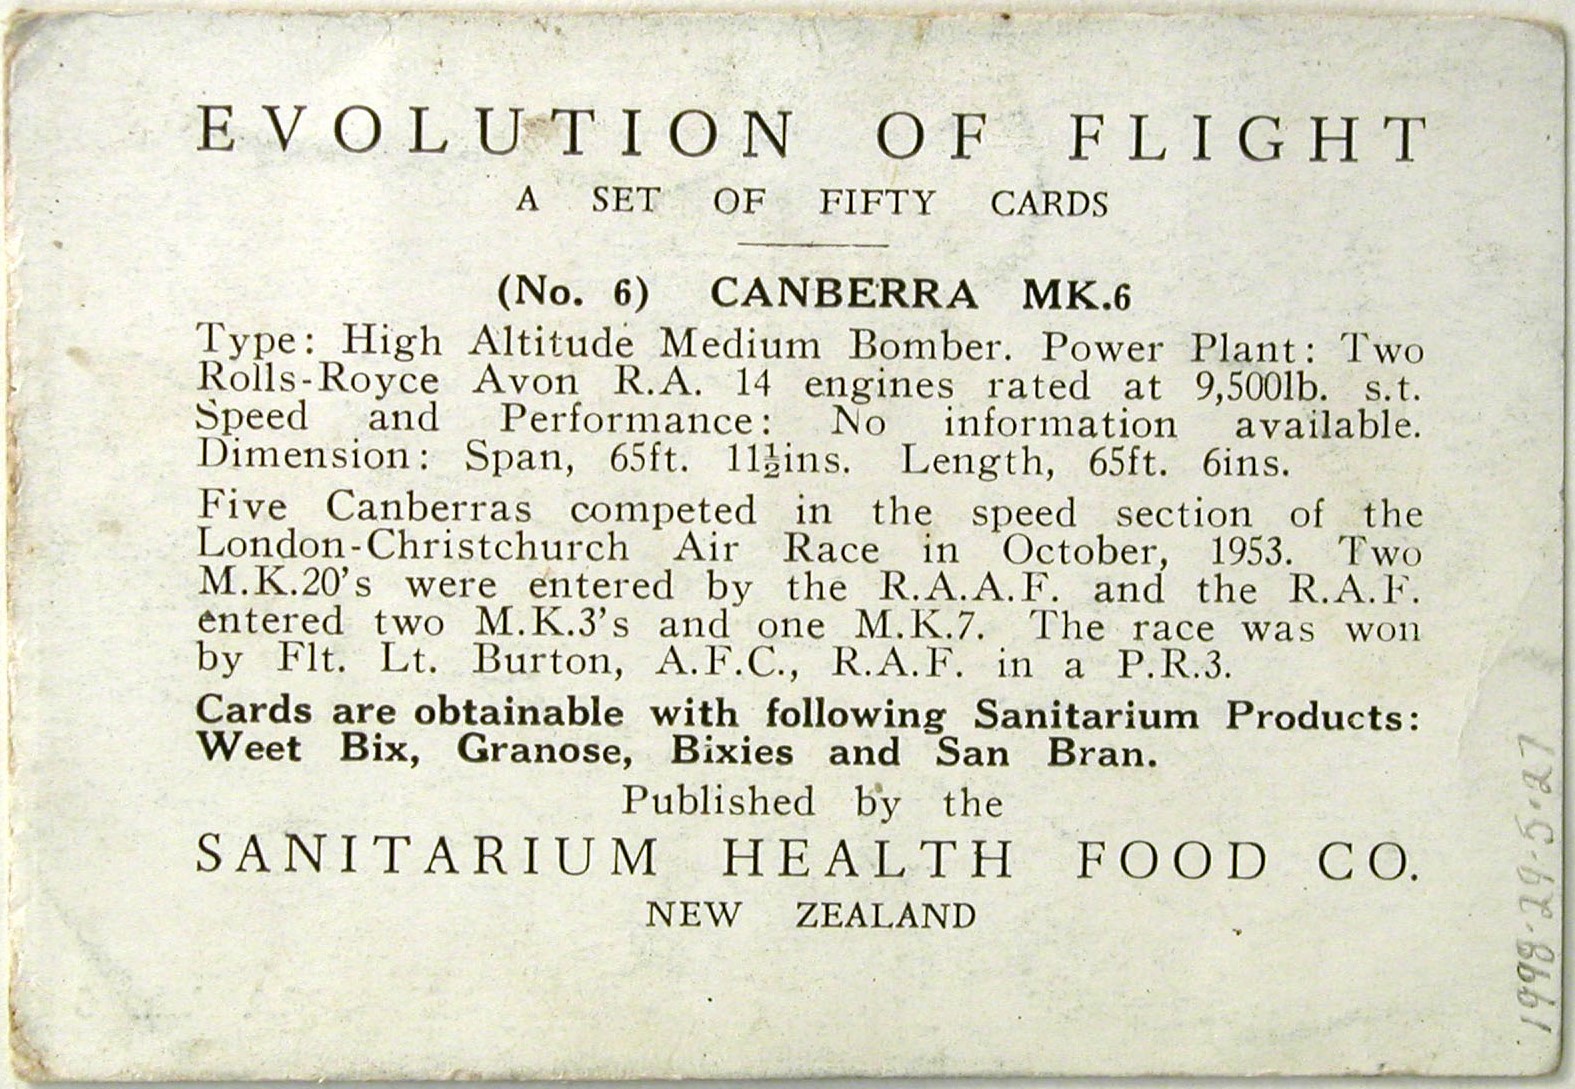 EVOLUTION OF FLIGHT
A SET OF FIFTY CARDS
(No. 6) CANBERRA MK.6
Type: High Altitude Medium Bomber. Power Plant: Two
Rolls-Royce Avon R.A. 14 engines rated at 9,500lb. s.t.
Speed and Performance: No information available.
Dimension: Span, 65ft. 11½ins. Length, 65ft. 6ins.
Five Canberras competed in the speed section of the
London-Christchurch Air Race in October, 1953. Two
M.K.20's were entered by the R.A.A.F. and the R.A.F.
entered two M.K.3's and one M.K.7. The race was won
by Flt. Lt. Burton, A.F.C., R.A.F. in a P.R.3.
Cards are obtainable with following Sanitarium Products:
Weet Bix, Granose, Bixies and San Bran.
Published by the
SANITARIUM HEALTH FOOD CO.
NEW ZEALAND
1998-29-5-27